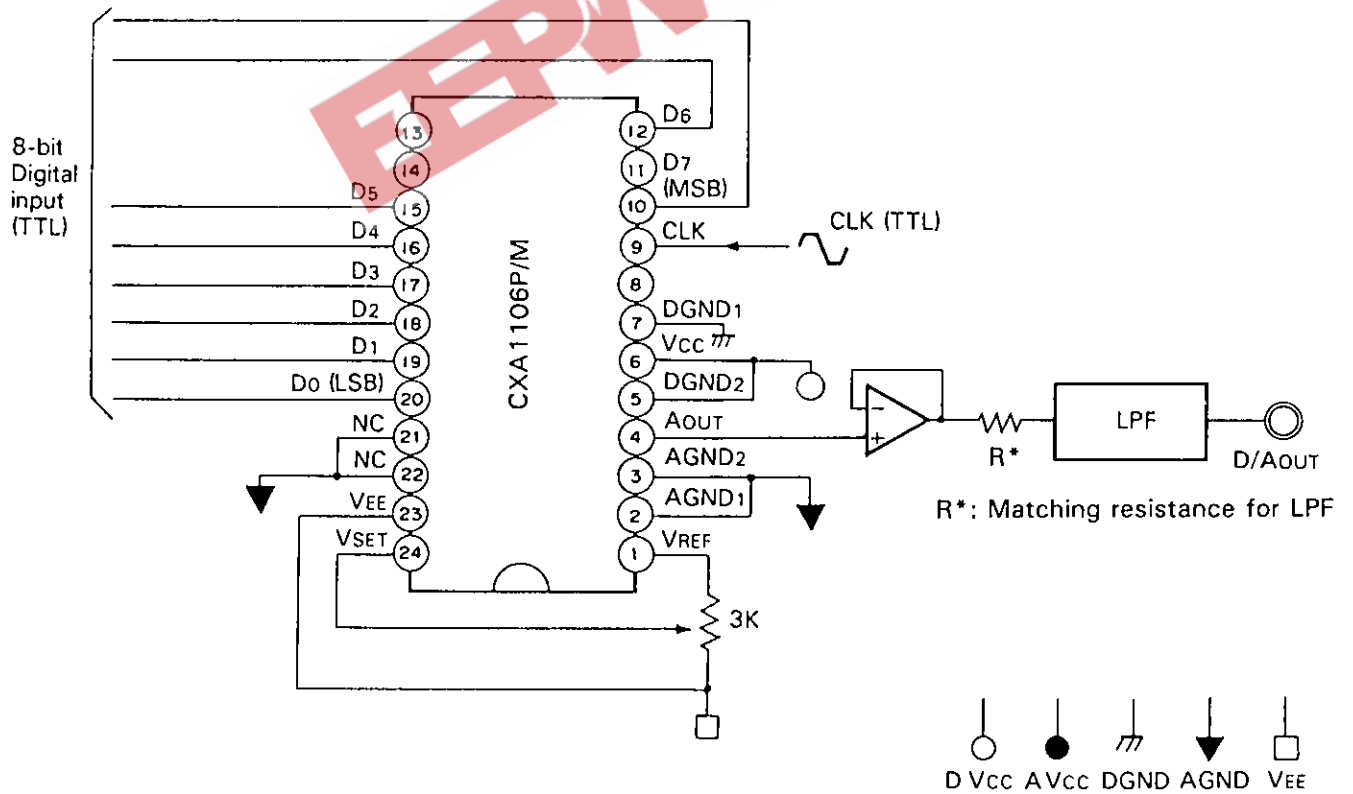 EEPW
8-bit
Digital
input
(TTL)
D5
D4
D3
D2
D1
D0 (LSB)
NC
NC
VEE
VSET
13
14
15
16
17
18
19
20
21
22
23
24
CXA1106P/M
12
11
10
9
8
7
6
5
4
3
2
1
D6
D7
(MSB)
CLK
DGND1
VCC
DGND2
AOUT
AGND2
AGND1
VREF
CLK (TTL)
-
+
R*
LPF
D/AOUT
R*: Matching resistance for LPF
3K
D VCC A VCC DGND AGND VEE